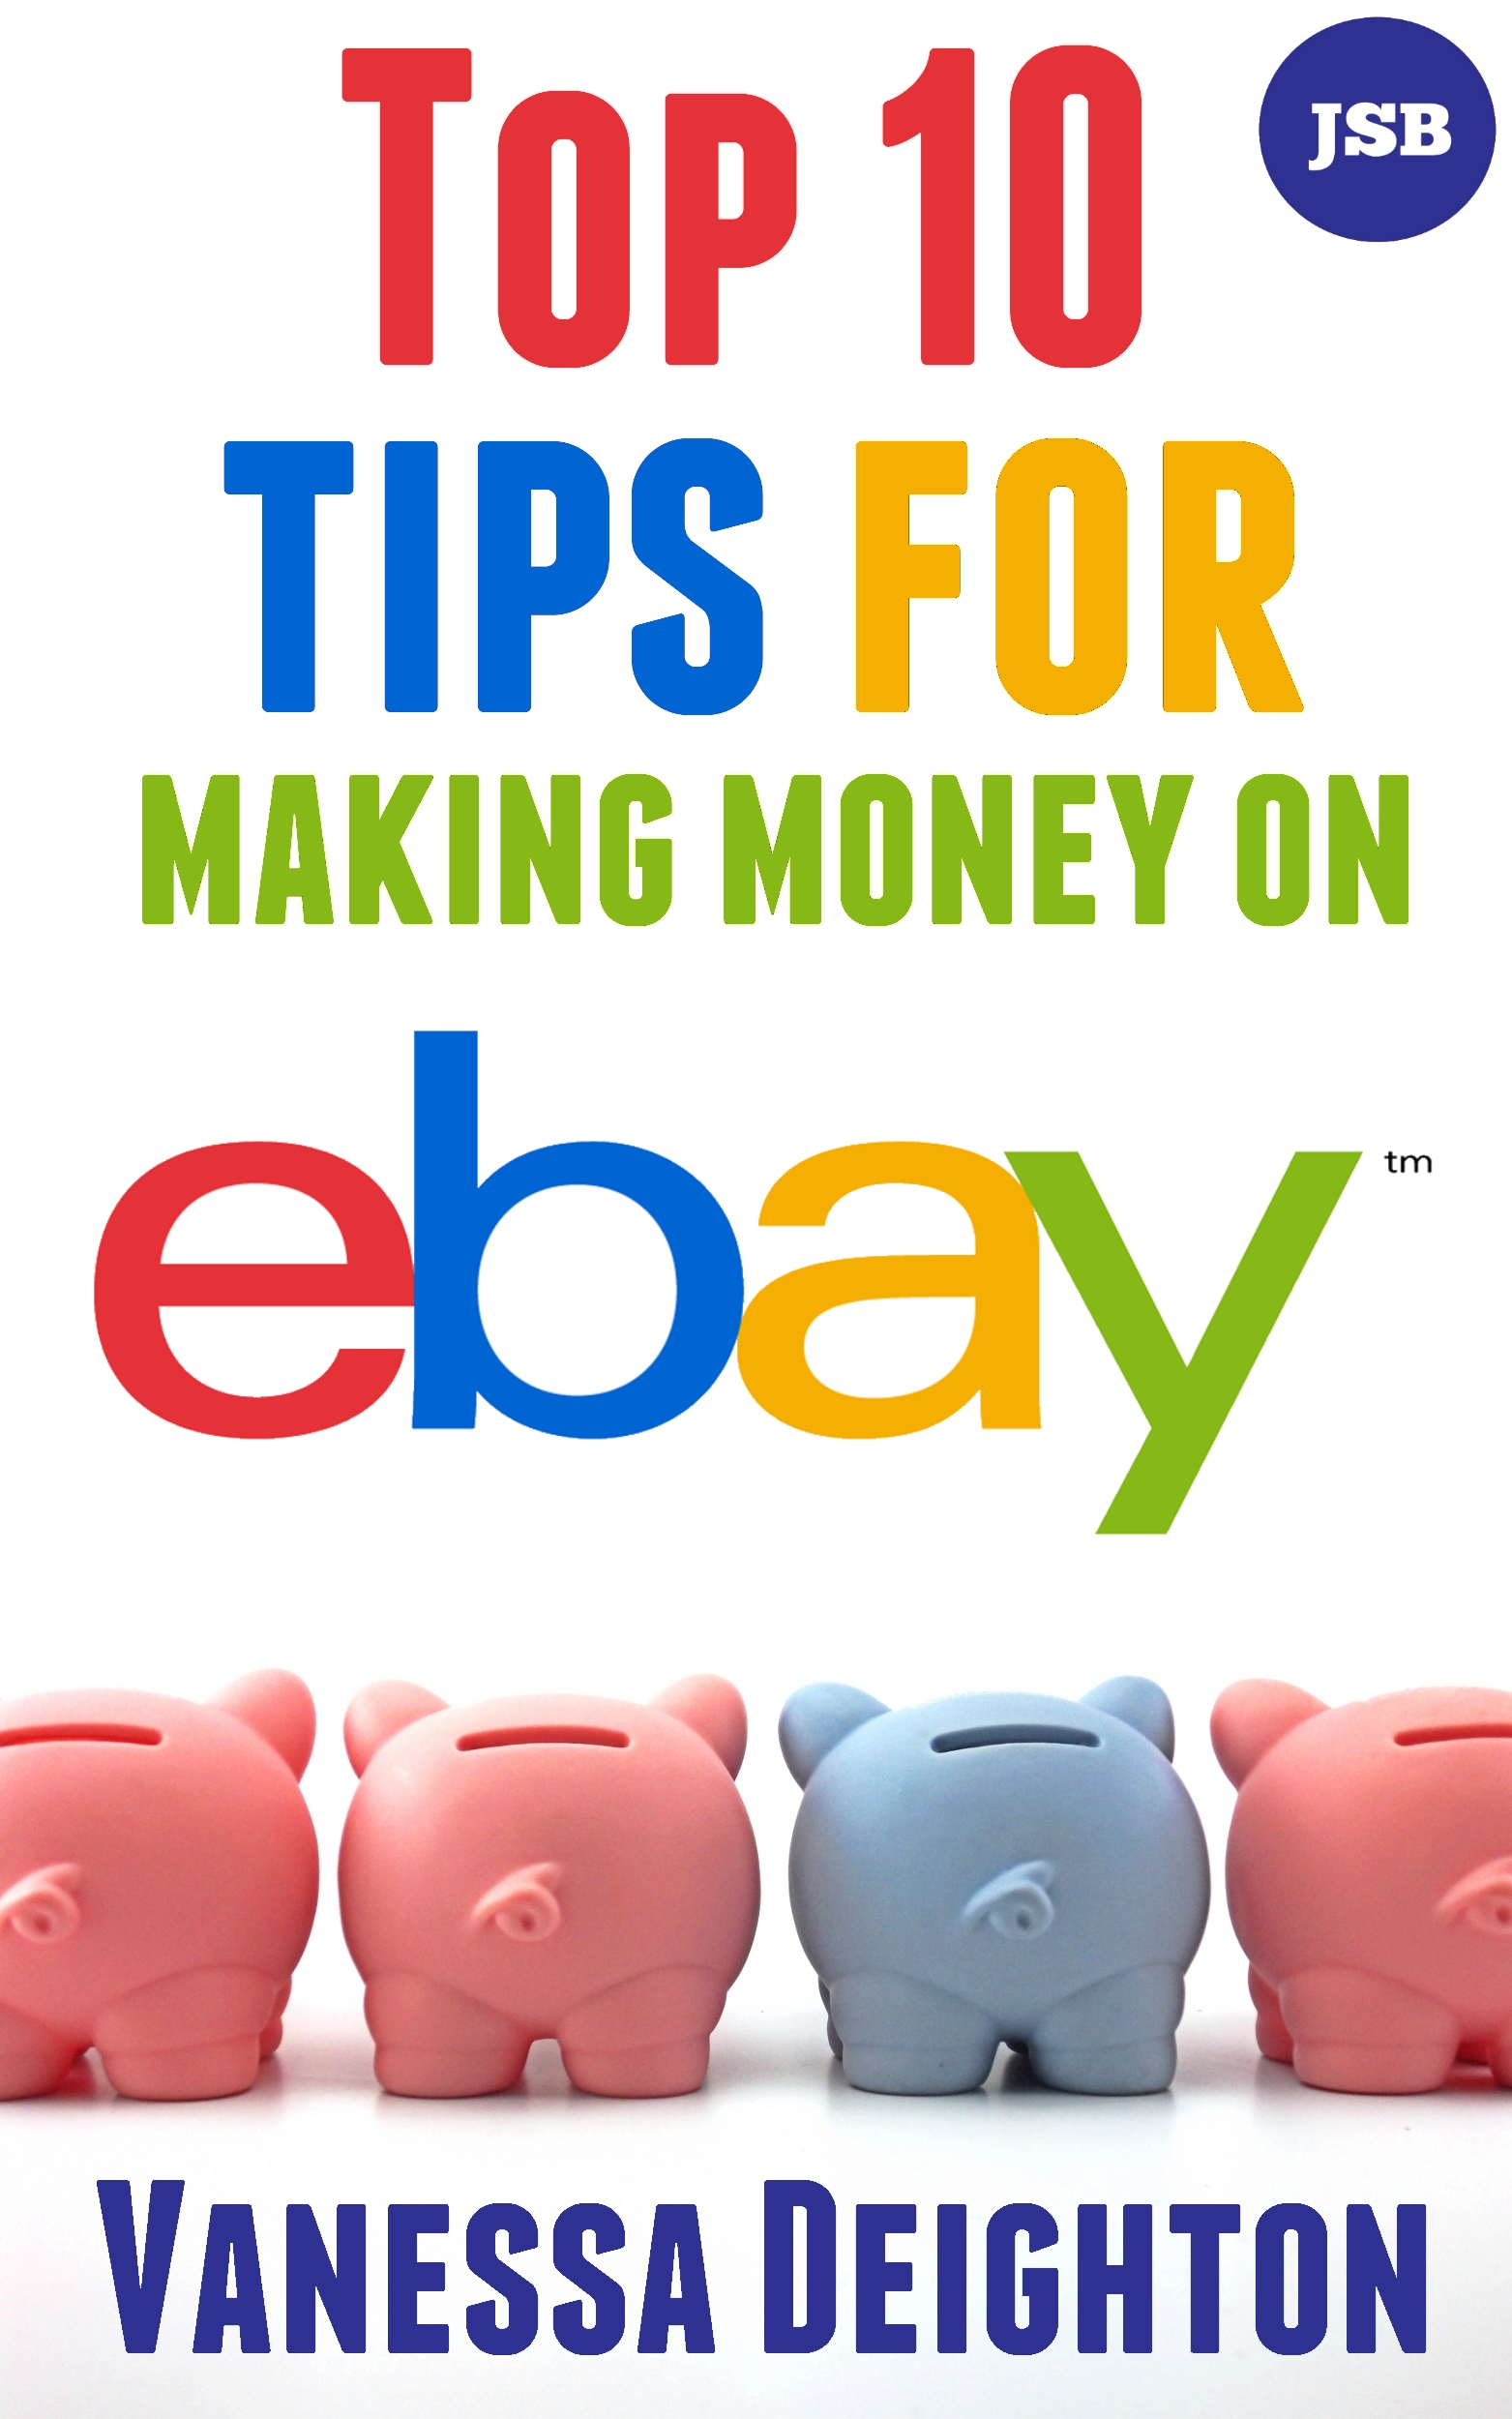 Top 10
JSB
TIPS FOR
MAKING MONEY ON
ebay
tm
VANESSA DEIGHTON